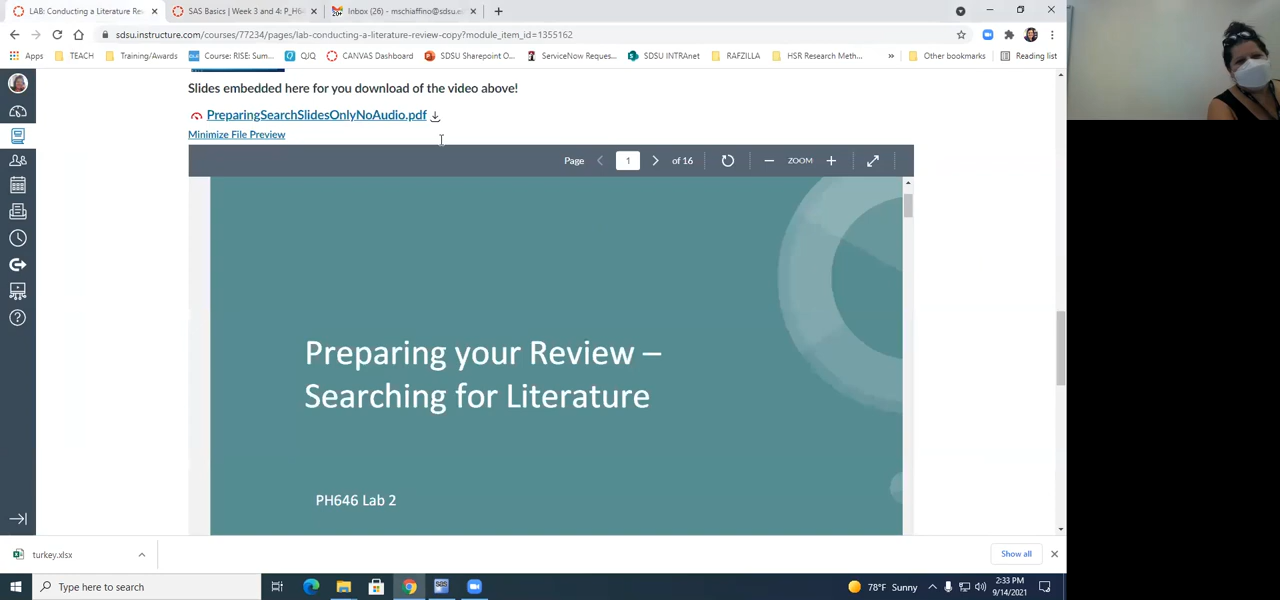 LAB: Conducting a Literature Re
SAS Basics | Week 3 and 4: P_H64
Inbox (26) - mschiaffino@sdsu.e
sdsu.instructure.com/courses/77234/pages/lab-conducting-a-literature-review-copy?module_item_id=1355162
Apps
TEACH
Training/Awards
Course: RISE: Sum...
QJQ
CANVAS Dashboard
SDSU Sharepoint O...
ServiceNow Reques...
SDSU INTRAnet
RAFZILLA
HSR Research Meth...
»
Other bookmarks
Reading list
Slides embedded here for you download of the video above!
PreparingSearchSlidesOnlyNoAudio.pdf
Minimize File Preview
Page
1
of 16
ZOOM
Preparing your Review –
Searching for Literature
PH646 Lab 2
turkey.xlsx
Show all
Type here to search
78°F Sunny
2:33 PM
9/14/2021